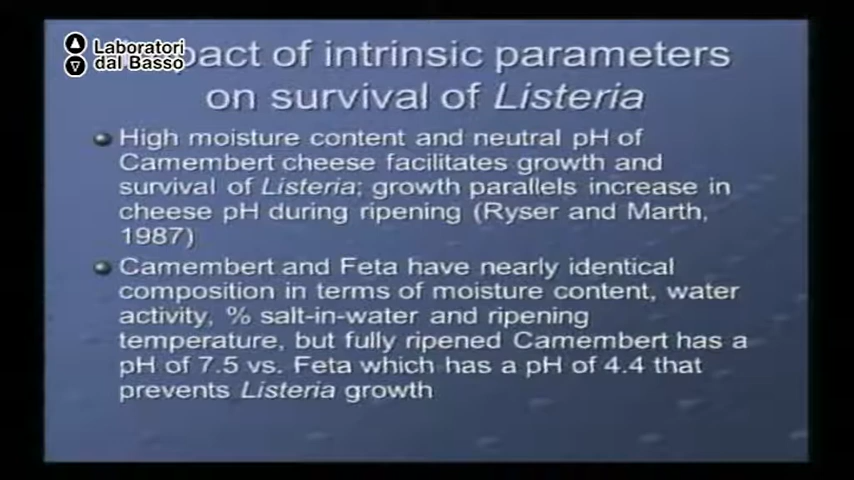 Laboratori
dal Basso
pact of intrinsic parameters
on survival of Listeria
High moisture content and neutral pH of
Camembert cheese facilitates growth and
survival of Listeria; growth parallels increase in
cheese pH during ripening (Ryser and Marth,
1987)
Camembert and Feta have nearly identical
composition in terms of moisture content, water
activity, % salt-in-water and ripening
temperature, but fully ripened Camembert has a
pH of 7.5 vs. Feta which has a pH of 4.4 that
prevents Listeria growth